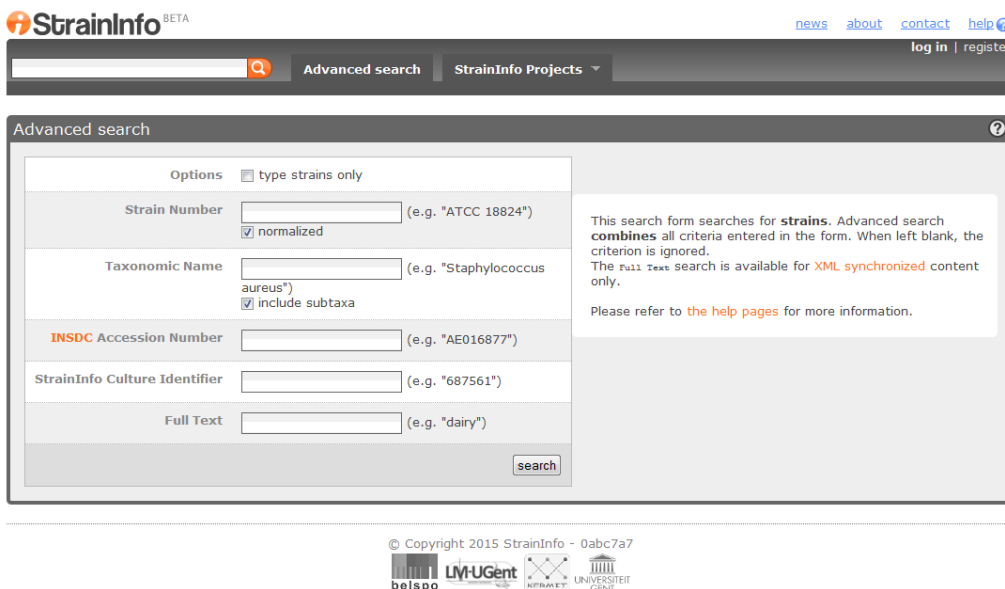 StrainInfo BETA
news about contact help
log in | registe
Advanced search StrainInfo Projects
Advanced search
Options type strains only
Strain Number (e.g. "ATCC 18824")
normalized
Taxonomic Name (e.g. "Staphylococcus
aureus")
include subtaxa
INSDC Accession Number (e.g. "AE016877")
StrainInfo Culture Identifier (e.g. "687561")
Full Text (e.g. "dairy")
search
This search form searches for strains. Advanced search
combines all criteria entered in the form. When left blank, the
criterion is ignored.
The Full Text search is available for XML synchronized content
only.
Please refer to the help pages for more information.
© Copyright 2015 StrainInfo - 0abc7a7
belspo LM-UGent KERMET UNIVERSITEIT
GENT